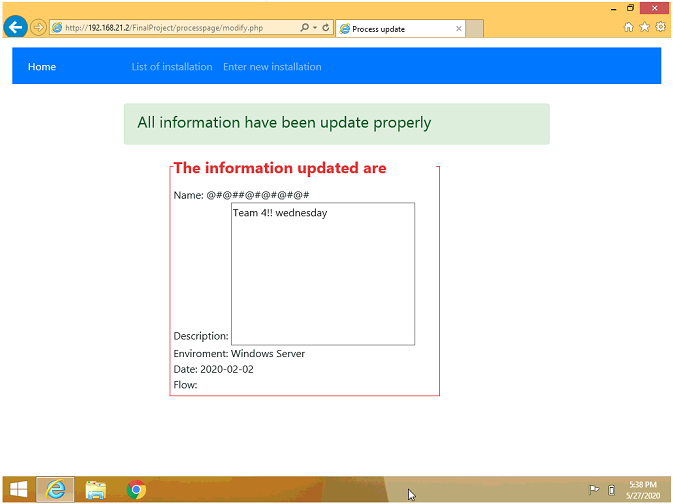 http://192.168.21.2/FinalProject/processpage/modify.php
Process update
Home
List of installation
Enter new installation
All information have been update properly
The information updated are
Name: @#@##@#@#@#@#
Team 4!! wednesday
Description:
Enviroment: Windows Server
Date: 2020-02-02
Flow:
5:38 PM
5/27/2020